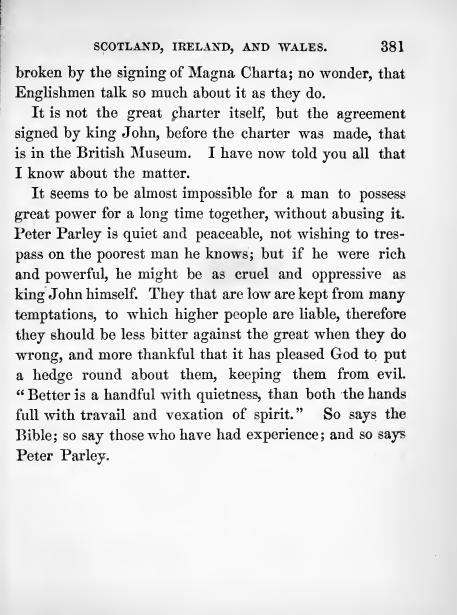 SCOTLAND, IRELAND, AND WALES. 381
broken by the signing of Magna Charta; no wonder, that
Englishmen talk so much about it as they do.
It is not the great charter itself, but the agreement
signed by king John, before the charter was made, that
is in the British Museum. I have now told you all that
I know about the matter.
It seems to be almost impossible for a man to possess
great power for a long time together, without abusing it.
Peter Parley is quiet and peaceable, not wishing to tres-
pass on the poorest man he knows; but if he were rich
and powerful, he might be as cruel and oppressive as
king John himself. They that are low are kept from many
temptations, to which higher people are liable, therefore
they should be less bitter against the great when they do
wrong, and more thankful that it has pleased God to put
a hedge round about them, keeping them from evil.
"Better is a handful with quietness, than both the hands
full with travail and vexation of spirit." So says the
Bible; so say those who have had experience; and so says
Peter Parley.